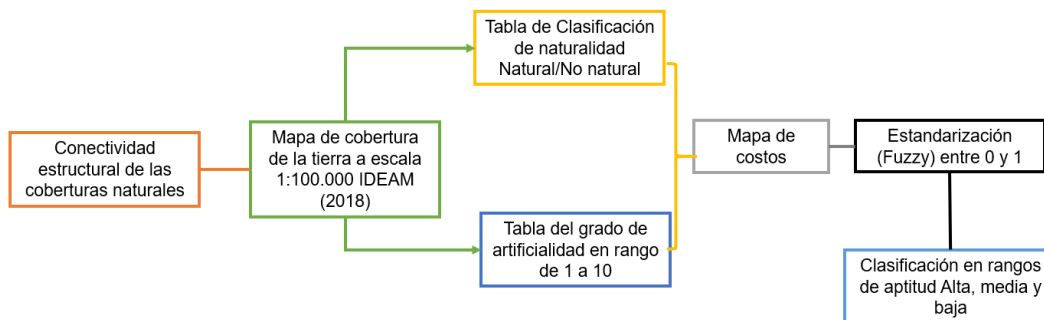 Conectividad
estructural de las
coberturas naturales
Mapa de cobertura
de la tierra a escala
1:100.000 IDEAM
(2018)
Tabla de Clasificación
de naturalidad
Natural/No natural
Tabla del grado de
artificialidad en rango
de 1 a 10
Mapa de
costos
Estandarización
(Fuzzy) entre 0 y 1
Clasificación en rangos
de aptitud Alta, media y
baja